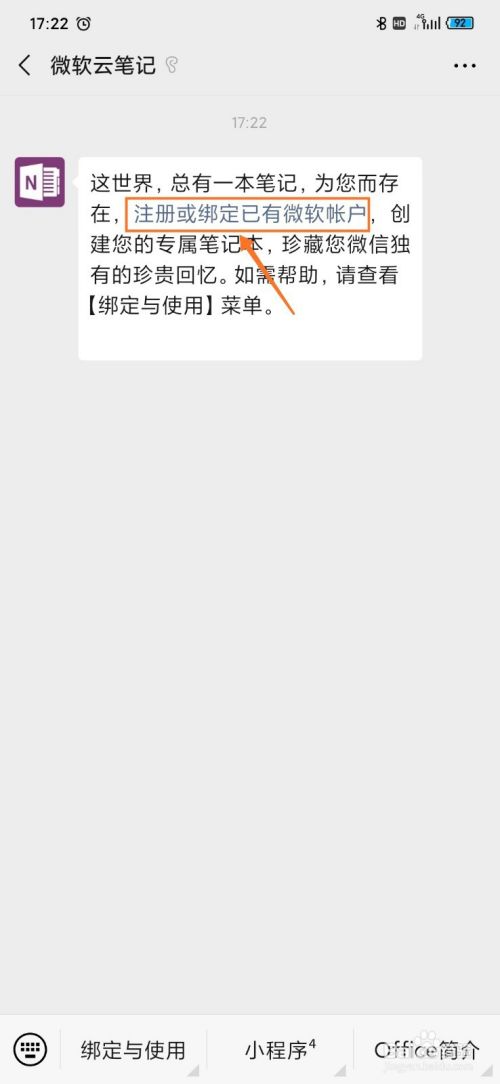 17:22
HD
4G
92
微软云笔记
17:22
N
这世界，总有一本笔记，为您而存
在，注册或绑定已有微软帐户，创
建您的专属笔记本，珍藏您微信独
有的珍贵回忆。如需帮助，请查看
【绑定与使用】菜单。
绑定与使用
小程序4
Office简介